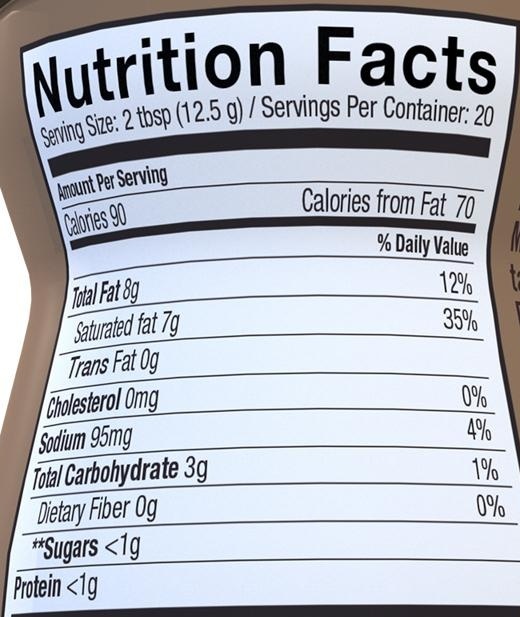 Nutrition Facts
Serving Size: 2 tbsp (12.5 g) / Servings Per Container: 20
Amount Per Serving
Calories 90 Calories from Fat 70
% Daily Value
Total Fat 8g 12%
Saturated fat 7g 35%
Trans Fat 0g
Cholesterol 0mg 0%
Sodium 95mg 4%
Total Carbohydrate 3g 1%
Dietary Fiber 0g 0%
**Sugars <1g
Protein <1g